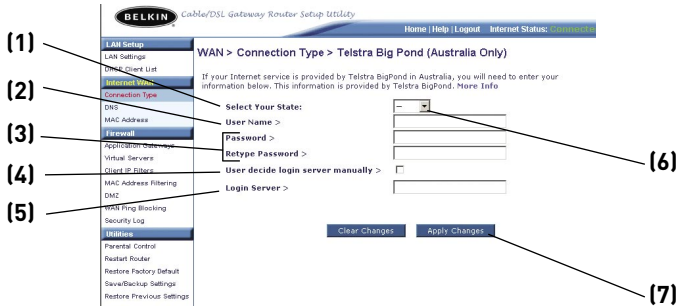 BELKIN Cable/DSL Gateway Router Setup Utility
Home | Help | Logout Internet Status: Connected
LAN Setup
LAN Settings
DHCP Client List
Internet WAN
Connection Type
DNS
MAC Address
Firewall
Application Gateways
Virtual Servers
Client IP Filters
MAC Address Filtering
DMZ
WAN Ping Blocking
Security Log
Utilities
Parental Control
Restart Router
Restore Factory Default
Save/Backup Settings
Restore Previous Settings
WAN > Connection Type > Telstra Big Pond (Australia Only)
If your Internet service is provided by Telstra BigPond in Australia, you will need to enter your
information below. This information is provided by Telstra BigPond. More Info
(1) Select Your State: --
(2) User Name >
(3) Password >
Retype Password >
(4) User decide login server manually >
(5) Login Server >
(6)
Clear Changes Apply Changes
(7)